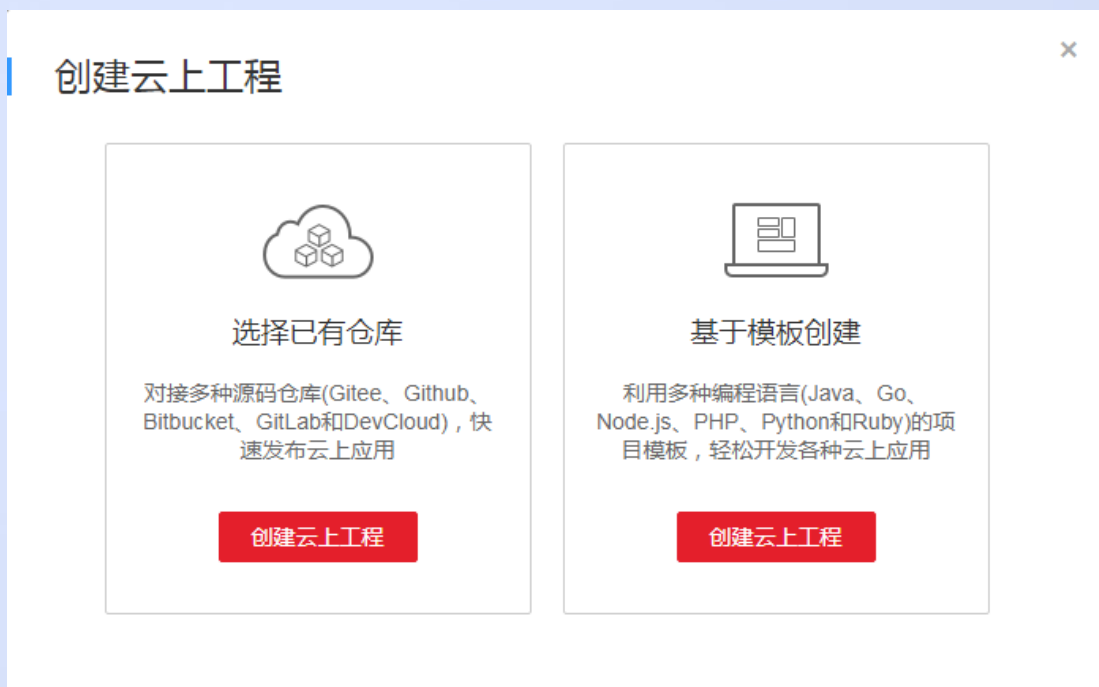 创建云上工程
×
选择已有仓库
对接多种源码仓库(Gitee、Github、
Bitbucket、GitLab和DevCloud)，快
速发布云上应用
创建云上工程
基于模板创建
利用多种编程语言(Java、Go、
Node.js、PHP、Python和Ruby)的项
目模板，轻松开发各种云上应用
创建云上工程